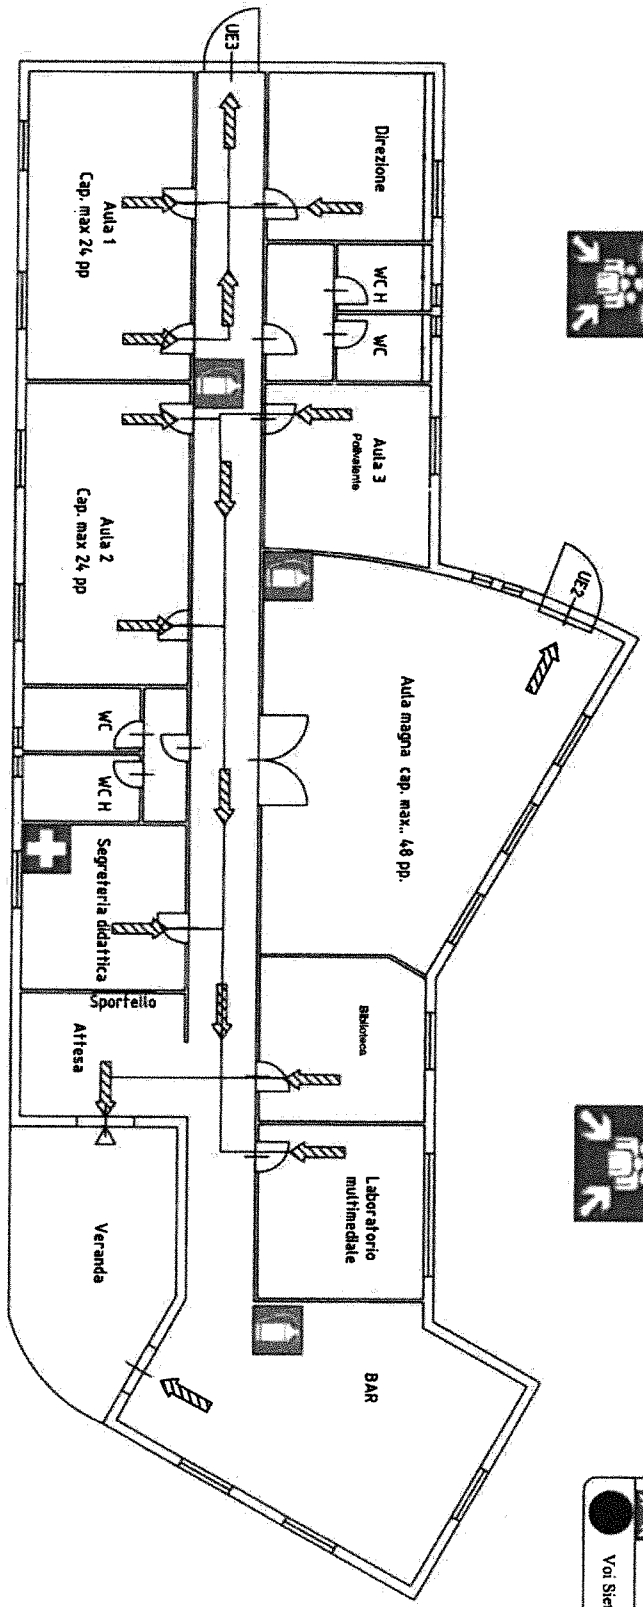 UE3
Direzione
Aula 1
Cap. max 24 pp
WC H
WC
Aula 3
Polivalente
Aula 2
Cap. max 24 pp
UE2
Aula magna cap. max.. 48 pp.
WC
WC H
Segreteria didattica
Sportello
Attesa
Biblioteca
Laboratorio
multimediale
Veranda
BAR
Voi